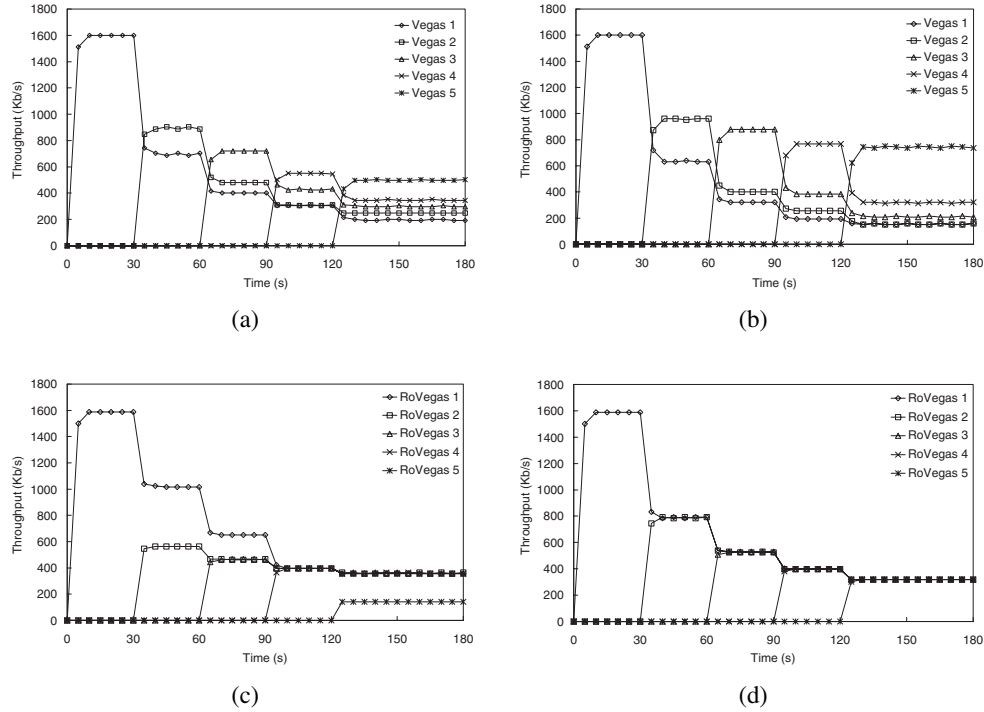 1800
1600
1400
1200
1000
800
600
400
200
0
Throughput (Kb/s)
0 30 60 90 120 150 180
Time (s)
Vegas 1
Vegas 2
Vegas 3
Vegas 4
Vegas 5
(a)
1800
1600
1400
1200
1000
800
600
400
200
0
Throughput (Kb/s)
0 30 60 90 120 150 180
Time (s)
Vegas 1
Vegas 2
Vegas 3
Vegas 4
Vegas 5
(b)
1800
1600
1400
1200
1000
800
600
400
200
0
Throughput (Kb/s)
0 30 60 90 120 150 180
Time (s)
RoVegas 1
RoVegas 2
RoVegas 3
RoVegas 4
RoVegas 5
(c)
1800
1600
1400
1200
1000
800
600
400
200
0
Throughput (Kb/s)
0 30 60 90 120 150 180
Time (s)
RoVegas 1
RoVegas 2
RoVegas 3
RoVegas 4
RoVegas 5
(d)